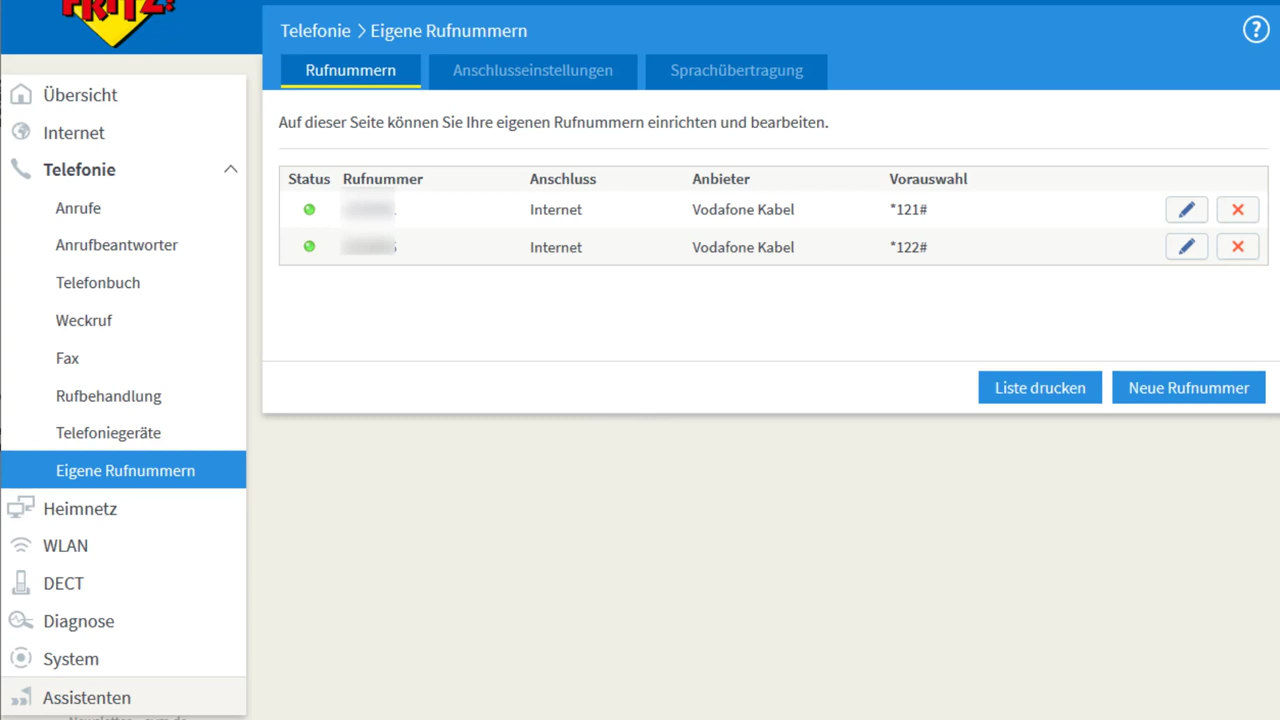 FRITZ!
Telefonie > Eigene Rufnummern
Rufnummern
Anschlusseinstellungen
Sprachübertragung
Übersicht
Internet
Telefonie
Anrufe
Anrufbeantworter
Telefonbuch
Weckruf
Fax
Rufbehandlung
Telefoniegeräte
Eigene Rufnummern
Heimnetz
WLAN
DECT
Diagnose
System
Assistenten
Auf dieser Seite können Sie Ihre eigenen Rufnummern einrichten und bearbeiten.
Status Rufnummer Anschluss Anbieter Vorauswahl
Internet Vodafone Kabel *121#
Internet Vodafone Kabel *122#
Liste drucken
Neue Rufnummer